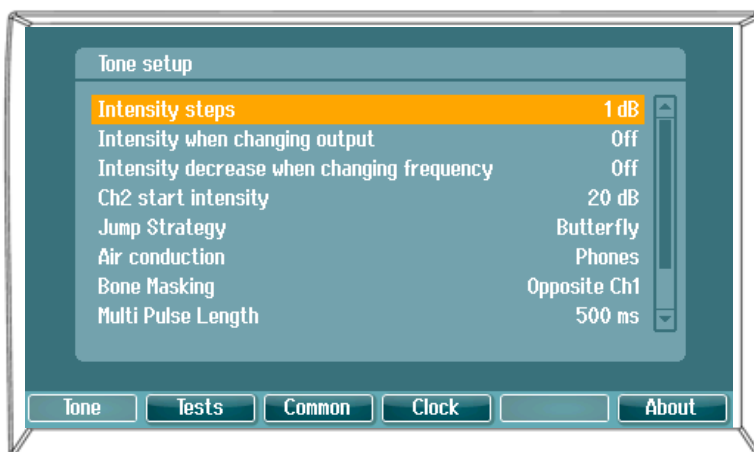 Tone setup
Intensity steps 1 dB
Intensity when changing output Off
Intensity decrease when changing frequency Off
Ch2 start intensity 20 dB
Jump Strategy Butterfly
Air conduction Phones
Bone Masking Opposite Ch1
Multi Pulse Length 500 ms
Tone Tests Common Clock About